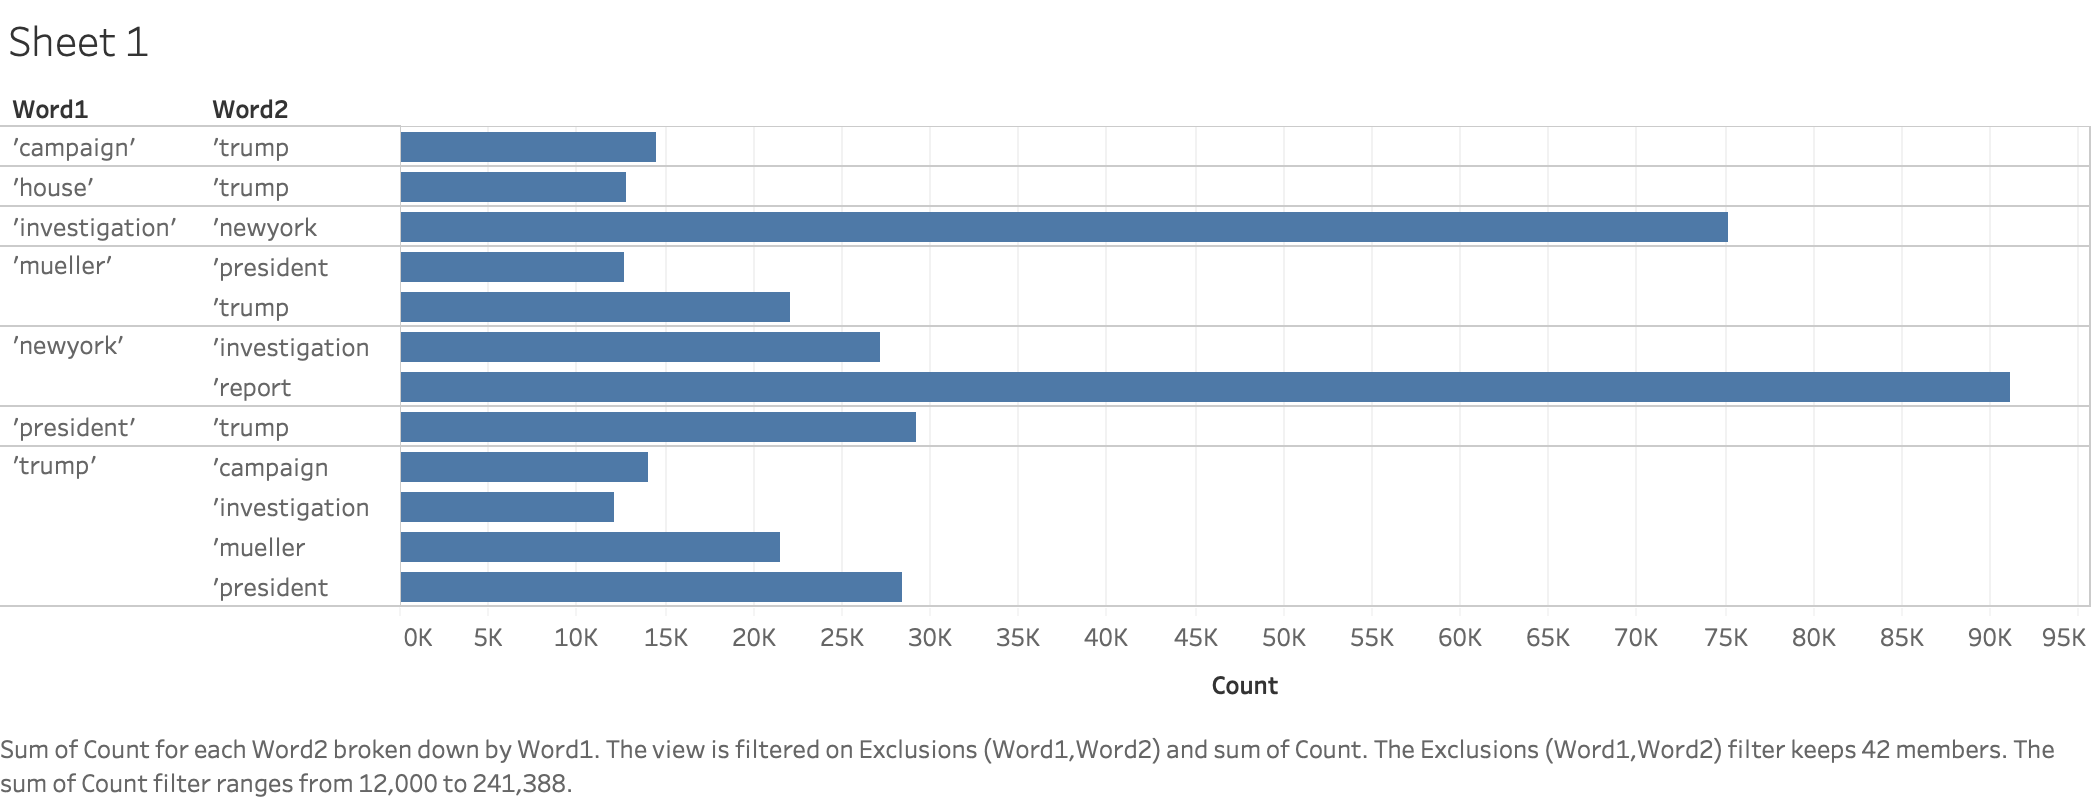 Sheet 1
Word1 Word2
'campaign' 'trump
'house' 'trump
'investigation' 'newyork
'mueller' 'president
'trump
'newyork' 'investigation
'report
'president' 'trump
'trump' 'campaign
'investigation
'mueller
'president
0K 5K 10K 15K 20K 25K 30K 35K 40K 45K 50K 55K 60K 65K 70K 75K 80K 85K 90K 95K
Count
Sum of Count for each Word2 broken down by Word1. The view is filtered on Exclusions (Word1,Word2) and sum of Count. The Exclusions (Word1,Word2) filter keeps 42 members. The
sum of Count filter ranges from 12,000 to 241,388.